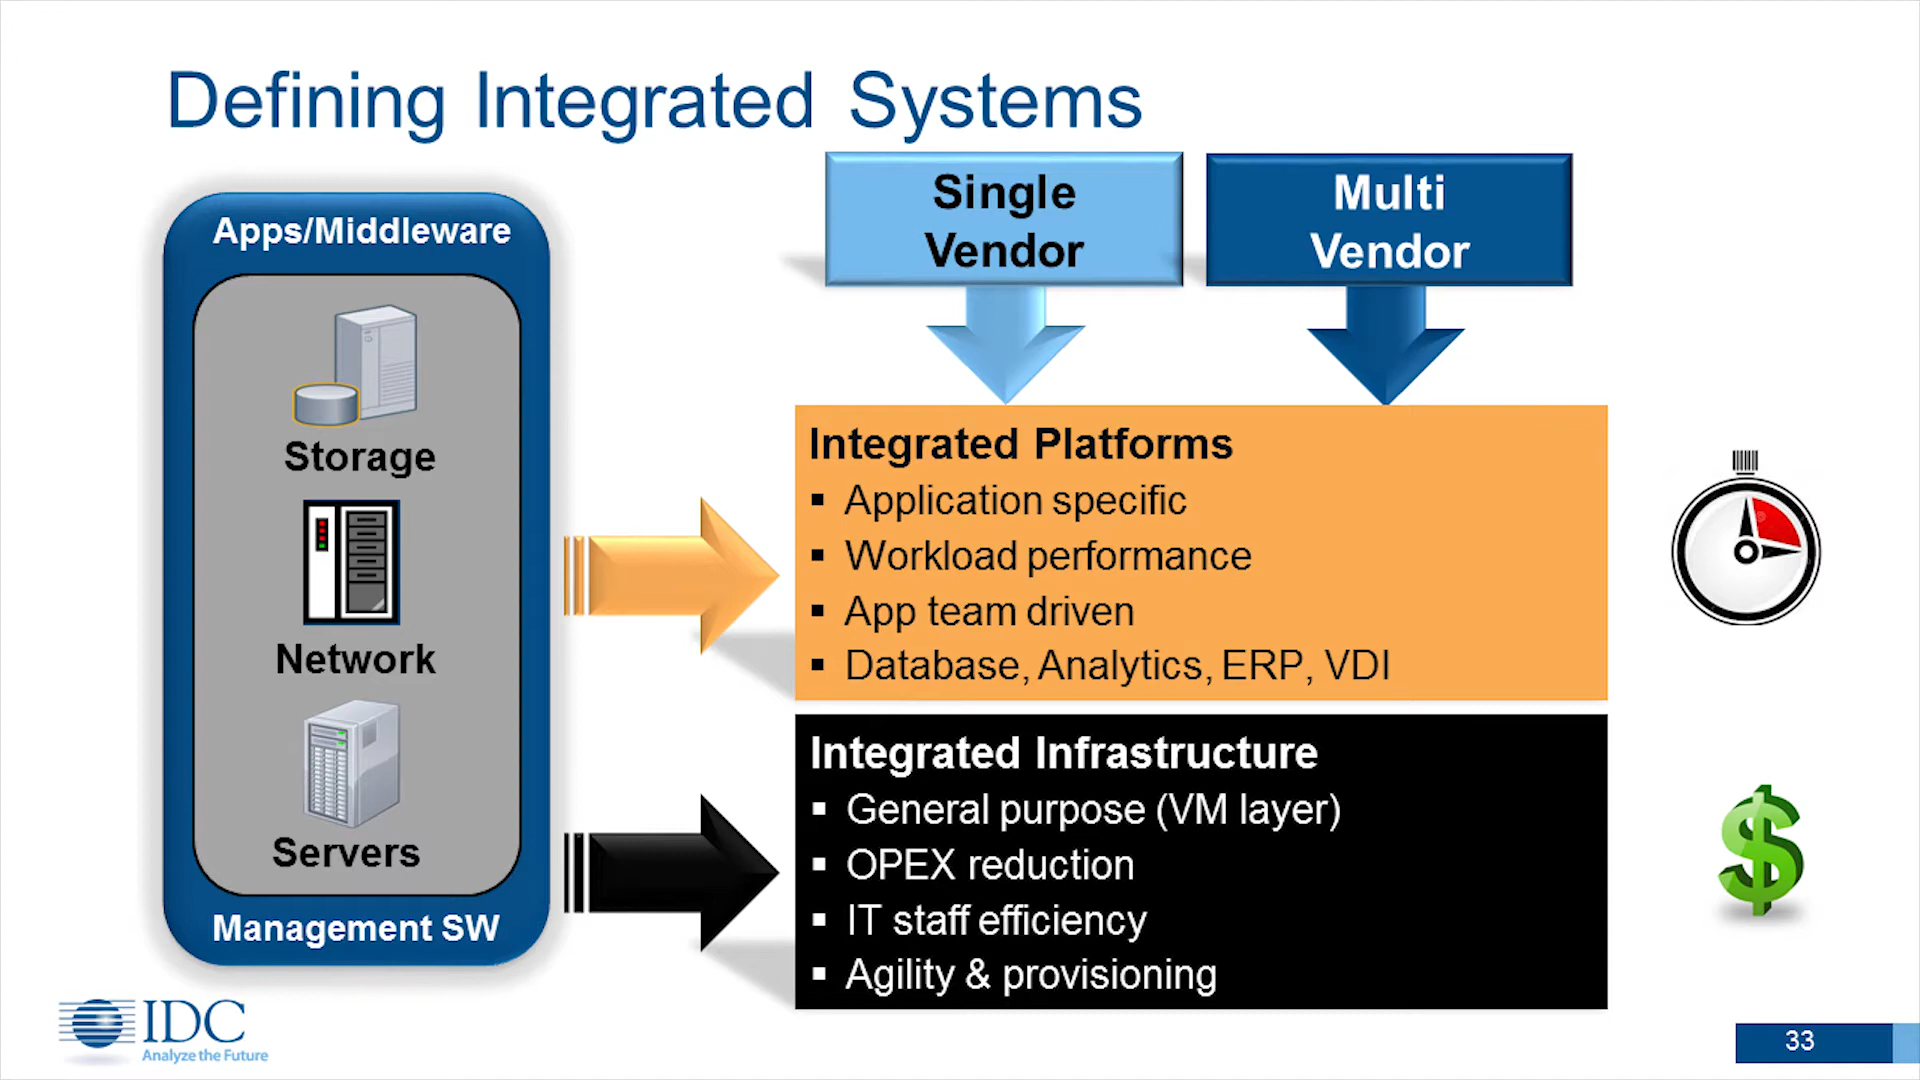 Defining Integrated Systems
Apps/Middleware
Storage
Network
Servers
Management SW
Single
Vendor
Multi
Vendor
Integrated Platforms
▪ Application specific
▪ Workload performance
▪ App team driven
▪ Database, Analytics, ERP, VDI
Integrated Infrastructure
▪ General purpose (VM layer)
▪ OPEX reduction
▪ IT staff efficiency
▪ Agility & provisioning
$
IDC
Analyze the Future
33